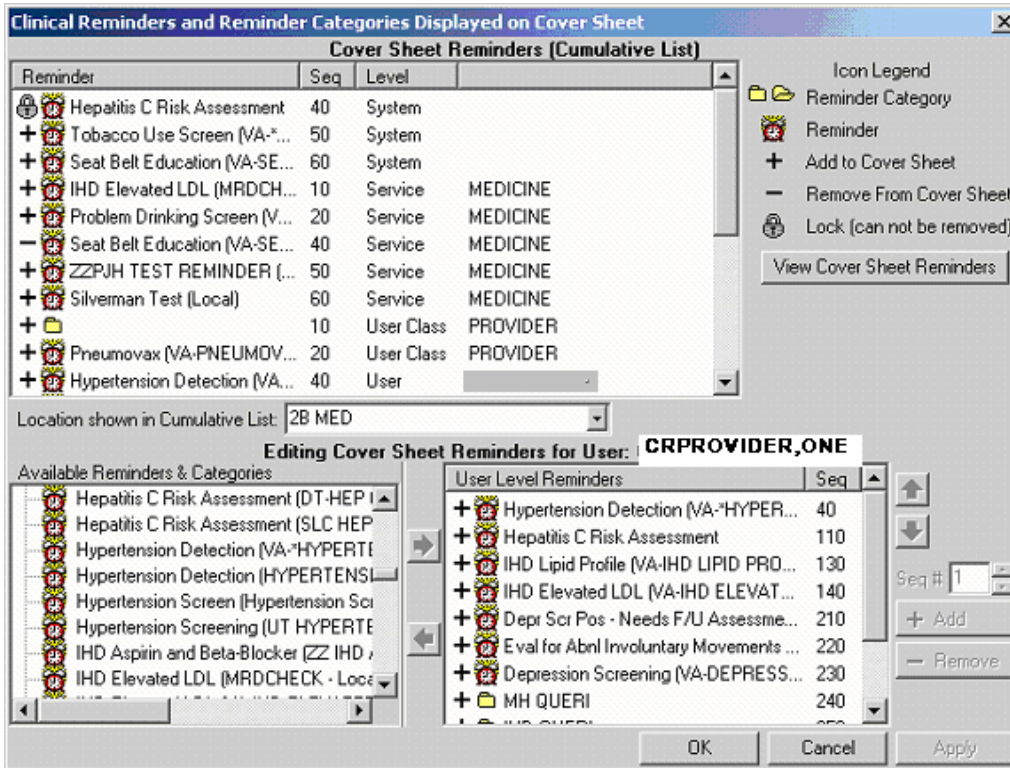 Clinical Reminders and Reminder Categories Displayed on Cover Sheet
Cover Sheet Reminders (Cumulative List)
Reminder Seq Level
Hepatitis C Risk Assessment 40 System
Tobacco Use Screen (VA-*... 50 System
Seat Belt Education (VA-SE... 60 System
IHD Elevated LDL (MRDCH... 10 Service MEDICINE
Problem Drinking Screen (V... 20 Service MEDICINE
Seat Belt Education (VA-SE... 40 Service MEDICINE
ZZPJH TEST REMINDER (... 50 Service MEDICINE
Silverman Test (Local) 60 Service MEDICINE
10 User Class PROVIDER
Pneumovax (VA-PNEUMOV... 20 User Class PROVIDER
Hypertension Detection (VA... 40 User
Icon Legend
Reminder Category
Reminder
+ Add to Cover Sheet
− Remove From Cover Sheet
Lock (can not be removed)
View Cover Sheet Reminders
Location shown in Cumulative List: 2B MED
Editing Cover Sheet Reminders for User: CRPROVIDER,ONE
Available Reminders & Categories
Hepatitis C Risk Assessment (DT-HEP
Hepatitis C Risk Assessment (SLC HEP
Hypertension Detection (VA-*HYPERTE
Hypertension Detection (HYPERTENSI
Hypertension Screen (Hypertension Scr
Hypertension Screening (UT HYPERTE
IHD Aspirin and Beta-Blocker (ZZ IHD
IHD Elevated LDL (MRDCHECK - Loca
User Level Reminders Seq
Hypertension Detection (VA-*HYPER... 40
Hepatitis C Risk Assessment 110
IHD Lipid Profile (VA-IHD LIPID PRO... 130
IHD Elevated LDL (VA-IHD ELEVAT... 140
Depr Scr Pos - Needs F/U Assessme... 210
Eval for Abnl Involuntary Movements ... 220
Depression Screening (VA-DEPRESS... 230
MH QUERI 240
Seq # 1
+ Add
− Remove
OK Cancel Apply